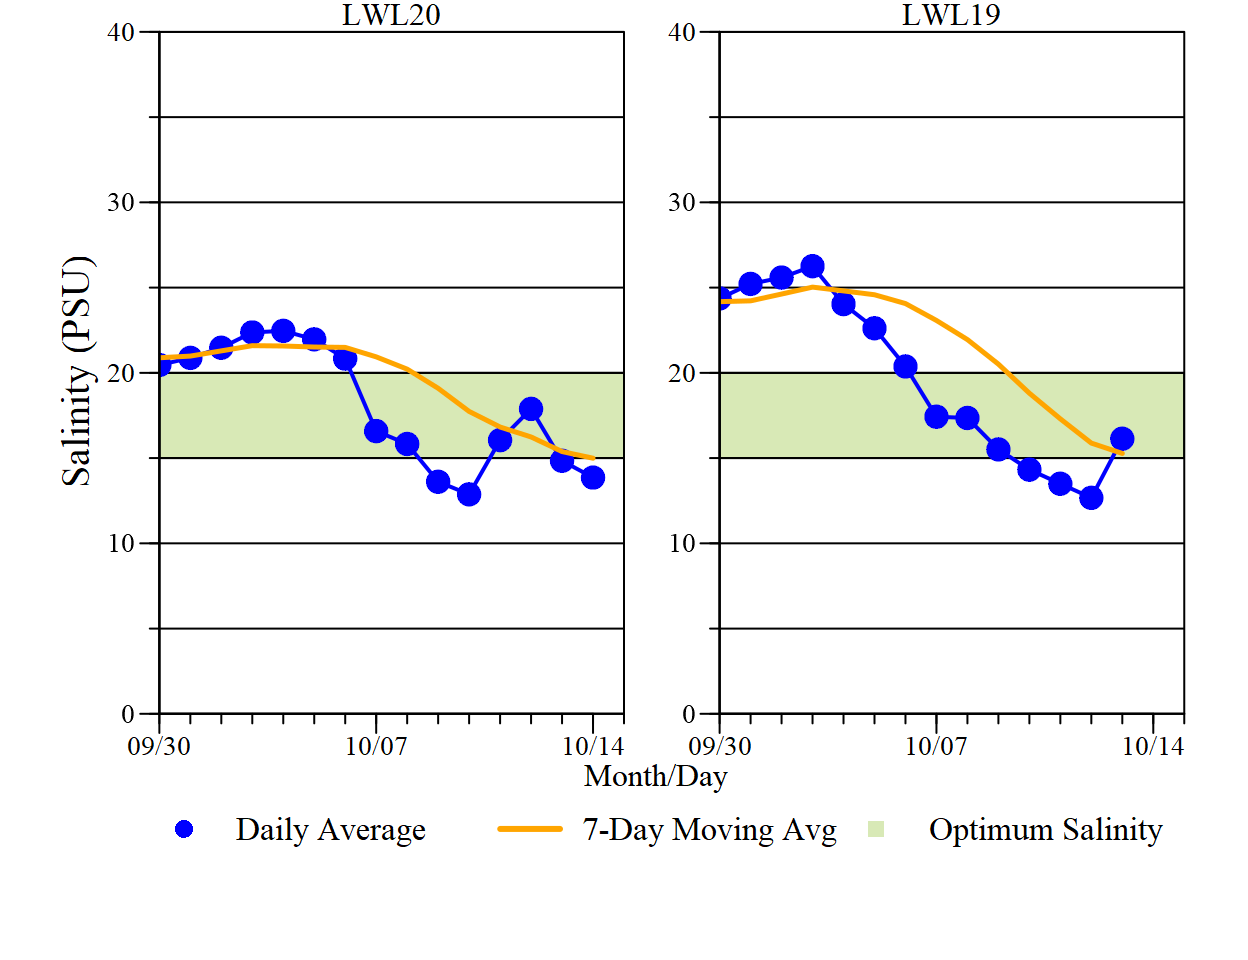 LWL20
LWL19
40
30
20
10
0
40
30
20
10
0
Salinity (PSU)
09/30
10/07
10/14
09/30
10/07
10/14
Month/Day
Daily Average
7-Day Moving Avg
Optimum Salinity